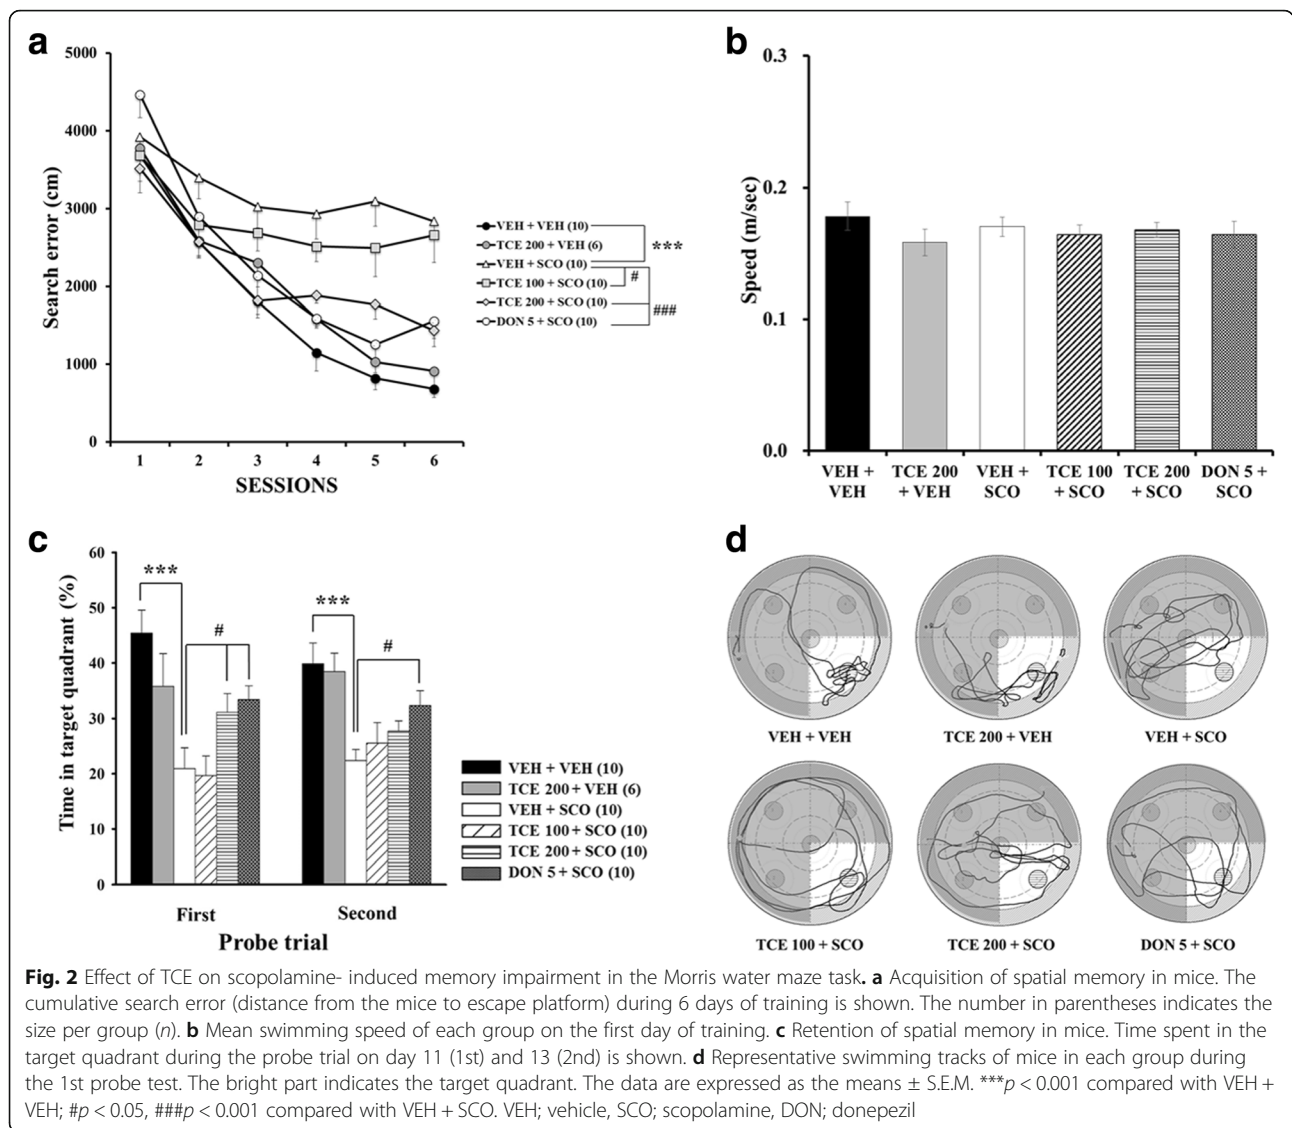 a
5000
4000
3000
2000
1000
0
Search error (cm)
1 2 3 4 5 6
SESSIONS
VEH + VEH (10)
TCE 200 + VEH (6)
VEH + SCO (10)
TCE 100 + SCO (10)
TCE 200 + SCO (10)
DON 5 + SCO (10)
***
#
###
b
0.3
0.2
0.1
0.0
Speed (m/sec)
VEH + VEH
TCE 200 + VEH
VEH + SCO
TCE 100 + SCO
TCE 200 + SCO
DON 5 + SCO
c
60
50
40
30
20
10
0
Time in target quadrant (%)
***
#
***
#
First Second
Probe trial
VEH + VEH (10)
TCE 200 + VEH (6)
VEH + SCO (10)
TCE 100 + SCO (10)
TCE 200 + SCO (10)
DON 5 + SCO (10)
d
VEH + VEH TCE 200 + VEH VEH + SCO
TCE 100 + SCO TCE 200 + SCO DON 5 + SCO
Fig. 2 Effect of TCE on scopolamine- induced memory impairment in the Morris water maze task. a Acquisition of spatial memory in mice. The
cumulative search error (distance from the mice to escape platform) during 6 days of training is shown. The number in parentheses indicates the
size per group (n). b Mean swimming speed of each group on the first day of training. c Retention of spatial memory in mice. Time spent in the
target quadrant during the probe trial on day 11 (1st) and 13 (2nd) is shown. d Representative swimming tracks of mice in each group during
the 1st probe test. The bright part indicates the target quadrant. The data are expressed as the means ± S.E.M. ***p < 0.001 compared with VEH +
VEH; #p < 0.05, ###p < 0.001 compared with VEH + SCO. VEH; vehicle, SCO; scopolamine, DON; donepezil